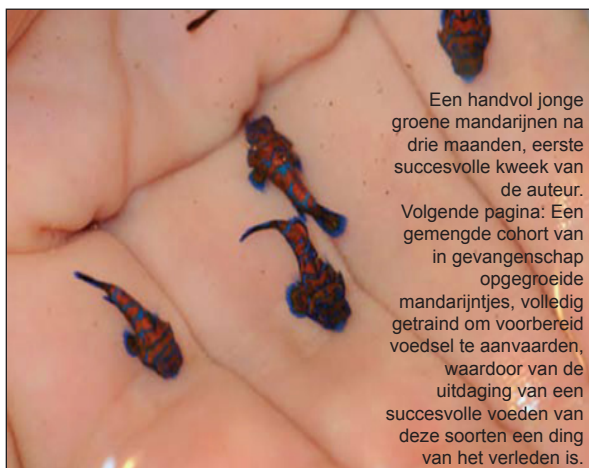 Een handvol jonge
groene mandarijnen na
drie maanden, eerste
succesvolle kweek van
de auteur.
Volgende pagina: Een
gemengde cohort van
in gevangenschap
opgegroeide
mandarijntjes, volledig
getraind om voorbereid
voedsel te aanvaarden,
waardoor van de
uitdaging van een
succesvolle voeden van
deze soorten een ding
van het verleden is.